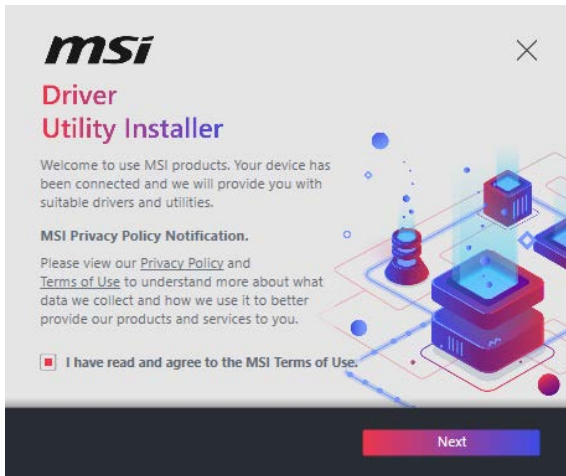 msi
Driver
Utility Installer
Welcome to use MSI products. Your device has
been connected and we will provide you with
suitable drivers and utilities.
MSI Privacy Policy Notification.
Please view our Privacy Policy and
Terms of Use to understand more about what
data we collect and how we use it to better
provide our products and services to you.
I have read and agree to the MSI Terms of Use.
Next